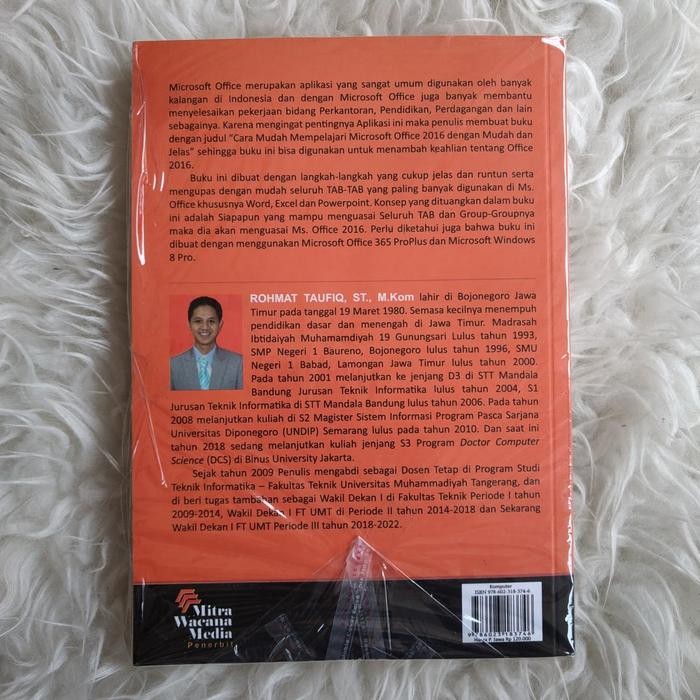 Microsoft Office merupakan aplikasi yang sangat umum digunakan oleh banyak
kalangan di Indonesia dan dengan Microsoft Office juga banyak membantu
menyelesaikan pekerjaan bidang Perkantoran, Pendidikan, Perdagangan dan lain
sebagainya. Karena mengingat pentingnya Aplikasi ini maka penulis membuat buku
dengan judul "Cara Mudah Mempelajari Microsoft Office 2016 dengan Mudah dan
Jelas" sehingga buku ini bisa digunakan untuk menambah keahlian tentang Office
2016.
Buku ini dibuat dengan langkah-langkah yang cukup jelas dan runtun serta
mengupas dengan mudah seluruh TAB-TAB yang paling banyak digunakan di Ms.
Office khususnya Word, Excel dan Powerpoint. Konsep yang dituangkan dalam buku
ini adalah Siapapun yang mampu menguasai Seluruh TAB dan Group-Groupnya
maka dia akan menguasai Ms. Office 2016. Perlu diketahui juga bahwa buku ini
dibuat dengan menggunakan Microsoft Office 365 ProPlus dan Microsoft Windows
8 Pro.
ROHMAT TAUFIQ, ST., M.Kom lahir di Bojonegoro Jawa
Timur pada tanggal 19 Maret 1980. Semasa kecilnya menempuh
pendidikan dasar dan menengah di Jawa Timur. Madrasah
Ibtidaiyah Muhamamdiyah 19 Gunungsari Lulus tahun 1993,
SMP Negeri 1 Baureno, Bojonegoro lulus tahun 1996, SMU
Negeri 1 Babad, Lamongan Jawa Timur lulus tahun 2000.
Pada tahun 2001 melanjutkan ke jenjang D3 di STT Mandala
Bandung Jurusan Teknik Informatika lulus tahun 2004, S1
Jurusan Teknik Informatika di STT Mandala Bandung lulus tahun 2006. Pada tahun
2008 melanjutkan kuliah di S2 Magister Sistem Informasi Program Pasca Sarjana
Universitas Diponegoro (UNDIP) Semarang lulus pada tahun 2010. Dan saat ini
tahun 2018 sedang melanjutkan kuliah jenjang S3 Program Doctor Computer
Science (DCS) di Binus University Jakarta.
Sejak tahun 2009 Penulis mengabdi sebagai Dosen Tetap di Program Studi
Teknik Informatika – Fakultas Teknik Universitas Muhammadiyah Tangerang, dan
di beri tugas tambahan sebagai Wakil Dekan I di Fakultas Teknik Periode I tahun
2009-2014, Wakil Dekan I FT UMT di Periode II tahun 2014-2018 dan Sekarang
Wakil Dekan I FT UMT Periode III tahun 2018-2022.
Mitra
Wacana
Media
Penerbit
Komputer
ISBN 978-602-318-374-6
9 786023 183746
Harga P. Jawa Rp 120.000